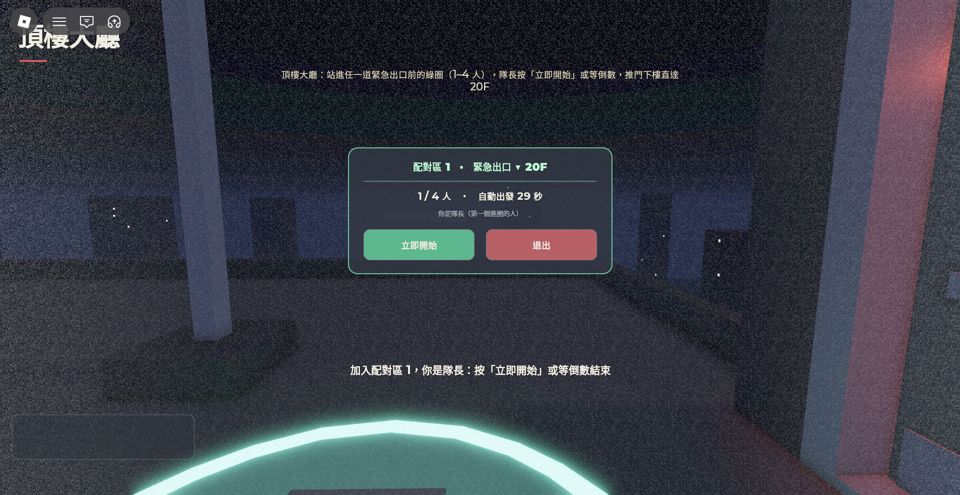 頂樓大廳
頂樓大廳：站進任一道緊急出口前的綠圈（1–4 人），隊長按「立即開始」或等倒數，推門下樓直達
20F
配對區 1 • 緊急出口 ▼ 20F
1 / 4 人 • 自動出發 29 秒
你是隊長（第一個進圈的人）
立即開始
退出
加入配對區 1，你是隊長：按「立即開始」或等倒數結束